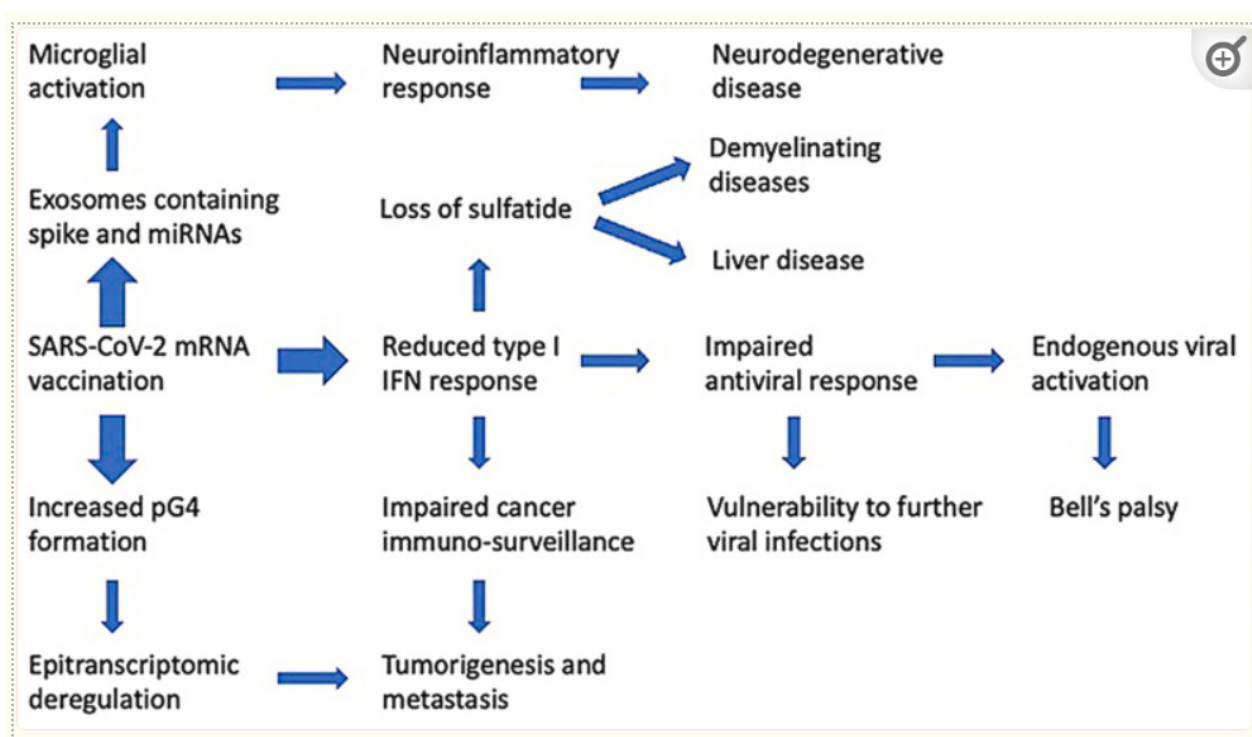 Microglial
activation
Neuroinflammatory
response
Neurodegenerative
disease
Demyelinating
diseases
Exosomes containing
spike and miRNAs
Loss of sulfatide
Liver disease
SARS-CoV-2 mRNA
vaccination
Reduced type I
IFN response
Impaired
antiviral response
Endogenous viral
activation
Increased pG4
formation
Impaired cancer
immuno-surveillance
Vulnerability to further
viral infections
Bell's palsy
Epitranscriptomic
deregulation
Tumorigenesis and
metastasis